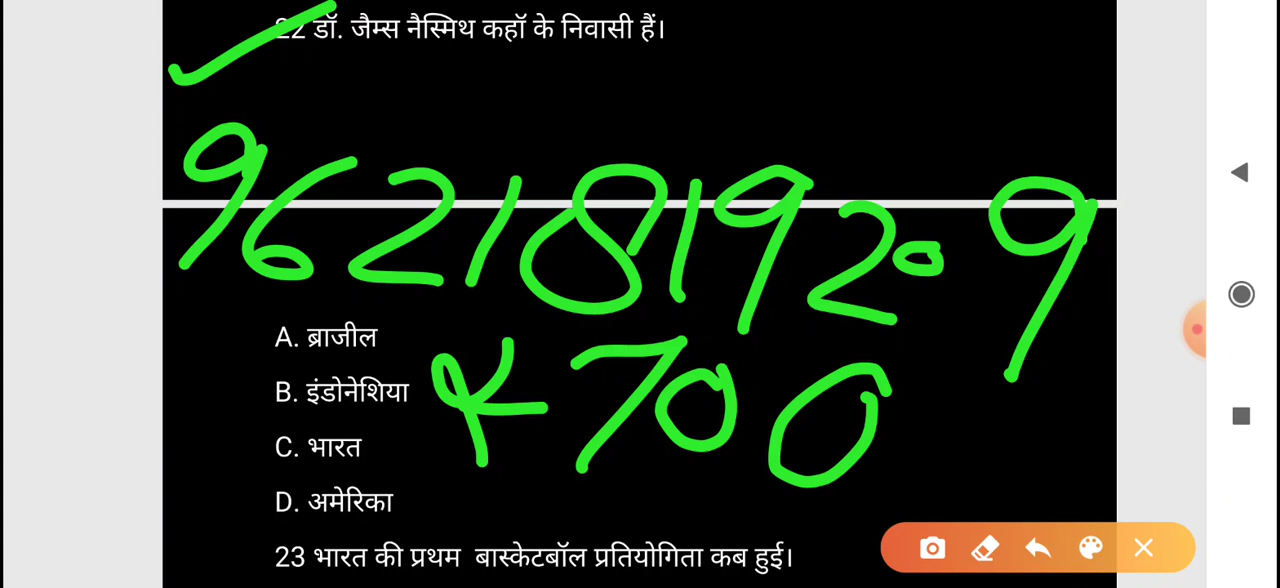 22 डॉ. जैम्स नैस्मिथ कहॉ के निवासी हैं।
9621819209
₹700
A. ब्राजील
B. इंडोनेशिया
C. भारत
D. अमेरिका
23 भारत की प्रथम बास्केटबॉल प्रतियोगिता कब हुई।